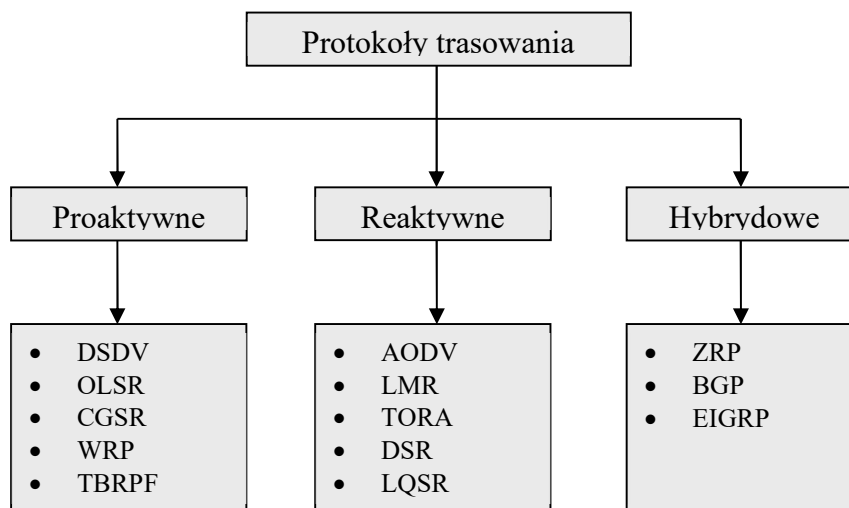 Protokoły trasowania
Proaktywne
Reaktywne
Hybrydowe
• DSDV
• OLSR
• CGSR
• WRP
• TBRPF
• AODV
• LMR
• TORA
• DSR
• LQSR
• ZRP
• BGP
• EIGRP